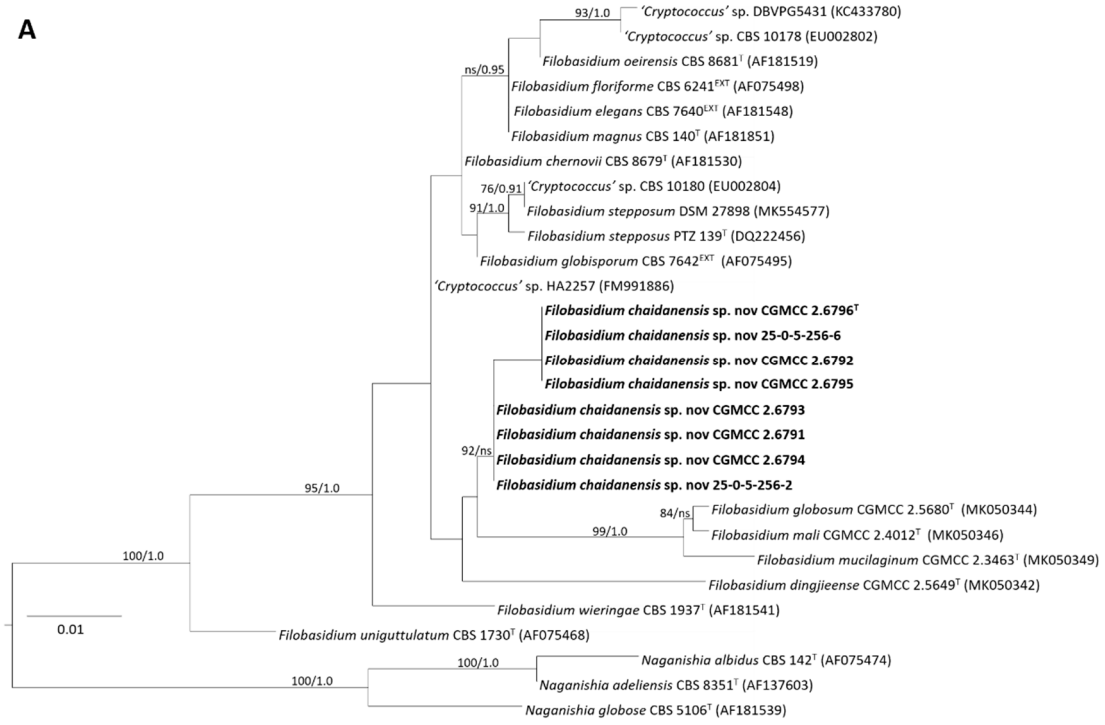 A
93/1.0
'Cryptococcus' sp. DBVPG5431 (KC433780)
'Cryptococcus' sp. CBS 10178 (EU002802)
Filobasidium oeirensis CBS 8681T (AF181519)
ns/0.95
Filobasidium floriforme CBS 6241EXT (AF075498)
Filobasidium elegans CBS 7640EXT (AF181548)
Filobasidium magnus CBS 140T (AF181851)
Filobasidium chernovii CBS 8679T (AF181530)
76/0.91
'Cryptococcus' sp. CBS 10180 (EU002804)
91/1.0
Filobasidium stepposum DSM 27898 (MK554577)
Filobasidium stepposus PTZ 139T (DQ222456)
Filobasidium globisporum CBS 7642EXT (AF075495)
'Cryptococcus' sp. HA2257 (FM991886)
Filobasidium chaidanensis sp. nov CGMCC 2.6796T
Filobasidium chaidanensis sp. nov 25-0-5-256-6
Filobasidium chaidanensis sp. nov CGMCC 2.6792
Filobasidium chaidanensis sp. nov CGMCC 2.6795
Filobasidium chaidanensis sp. nov CGMCC 2.6793
Filobasidium chaidanensis sp. nov CGMCC 2.6791
92/ns
Filobasidium chaidanensis sp. nov CGMCC 2.6794
Filobasidium chaidanensis sp. nov 25-0-5-256-2
95/1.0
84/ns
Filobasidium globosum CGMCC 2.5680T (MK050344)
99/1.0
Filobasidium mali CGMCC 2.4012T (MK050346)
Filobasidium mucilaginum CGMCC 2.3463T (MK050349)
100/1.0
Filobasidium dingjieense CGMCC 2.5649T (MK050342)
Filobasidium wieringae CBS 1937T (AF181541)
0.01
Filobasidium uniguttulatum CBS 1730T (AF075468)
100/1.0
Naganishia albidus CBS 142T (AF075474)
100/1.0
Naganishia adeliensis CBS 8351T (AF137603)
Naganishia globose CBS 5106T (AF181539)